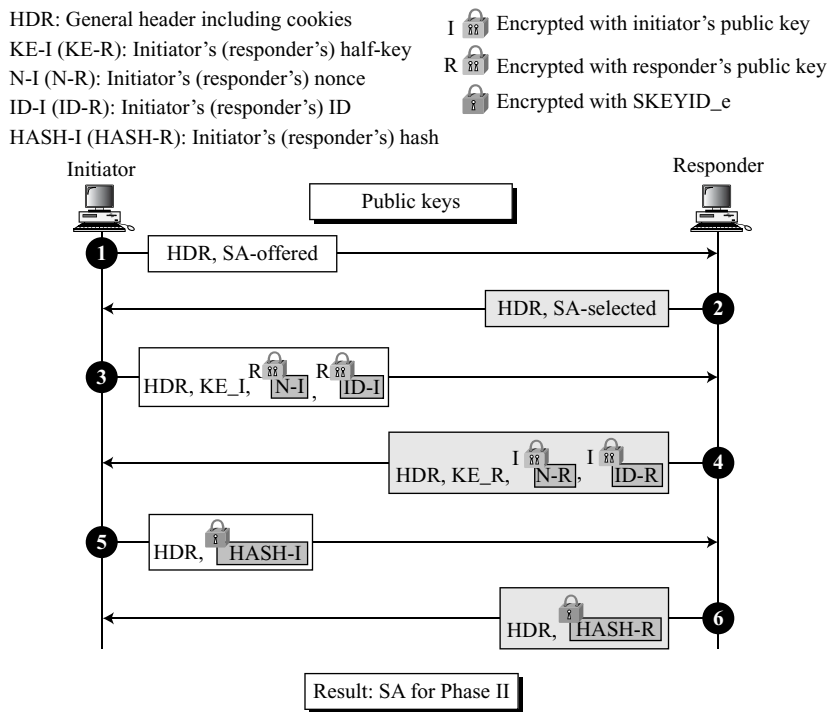 HDR: General header including cookies
KE-I (KE-R): Initiator's (responder's) half-key
N-I (N-R): Initiator's (responder's) nonce
ID-I (ID-R): Initiator's (responder's) ID
HASH-I (HASH-R): Initiator's (responder's) hash
I Encrypted with initiator's public key
R Encrypted with responder's public key
Encrypted with SKEYID_e
Initiator
Responder
Public keys
1 HDR, SA-offered
HDR, SA-selected 2
3 HDR, KE_I, R N-I , R ID-I
HDR, KE_R, I N-R, I ID-R 4
5 HDR, HASH-I
HDR, HASH-R 6
Result: SA for Phase II